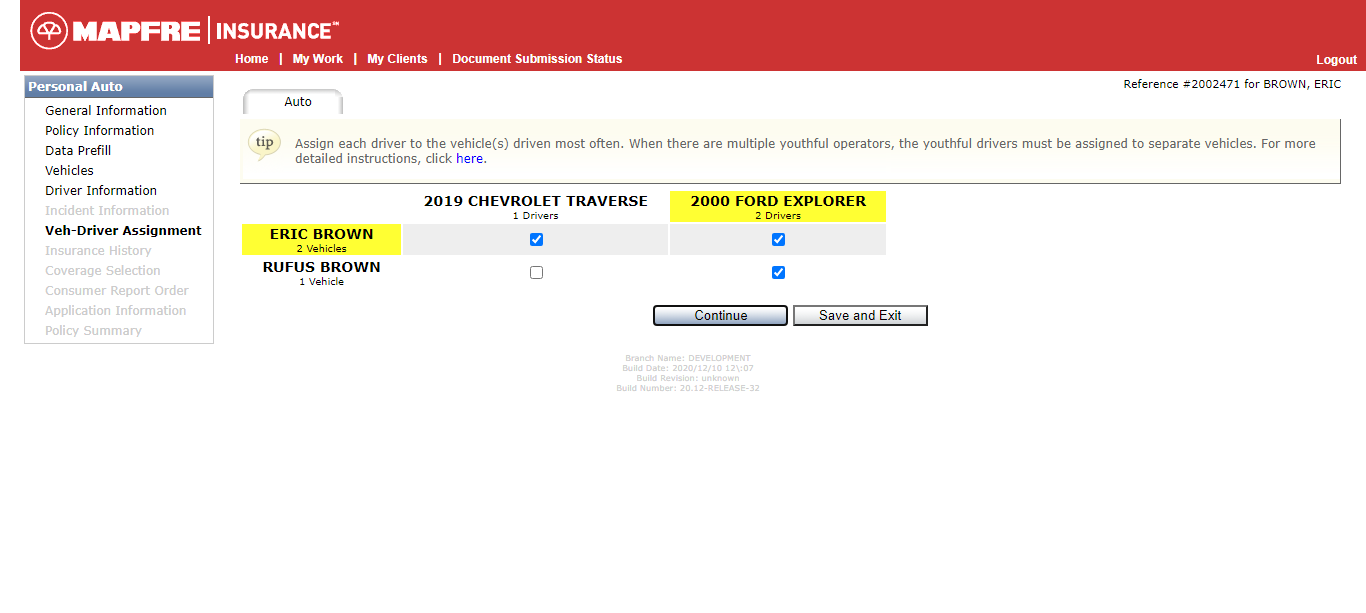 MAPFRE | INSURANCE℠
Home | My Work | My Clients | Document Submission Status
Logout
Personal Auto
General Information
Policy Information
Data Prefill
Vehicles
Driver Information
Incident Information
Veh-Driver Assignment
Insurance History
Coverage Selection
Consumer Report Order
Application Information
Policy Summary
Reference #2002471 for BROWN, ERIC
Auto
tip
Assign each driver to the vehicle(s) driven most often. When there are multiple youthful operators, the youthful drivers must be assigned to separate vehicles. For more
detailed instructions, click here.
2019 CHEVROLET TRAVERSE 2000 FORD EXPLORER
1 Drivers 2 Drivers
ERIC BROWN
2 Vehicles
RUFUS BROWN
1 Vehicle
Continue Save and Exit
Branch Name: DEVELOPMENT
Build Date: 2020/12/10 12\:07
Build Revision: unknown
Build Number: 20.12-RELEASE-32